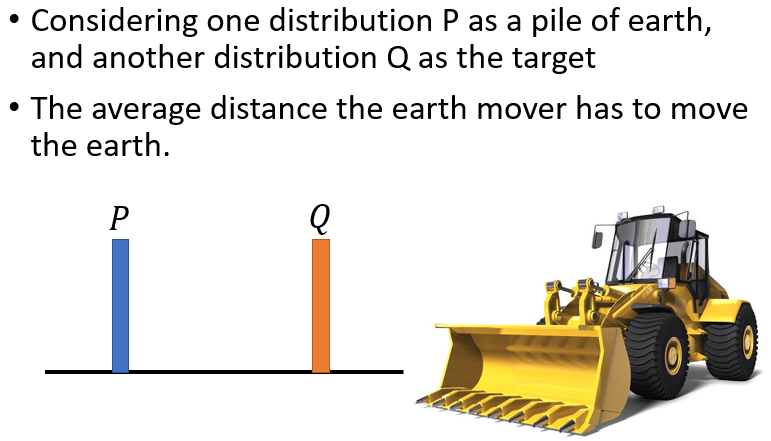 • Considering one distribution P as a pile of earth,
and another distribution Q as the target
• The average distance the earth mover has to move
the earth.
P Q